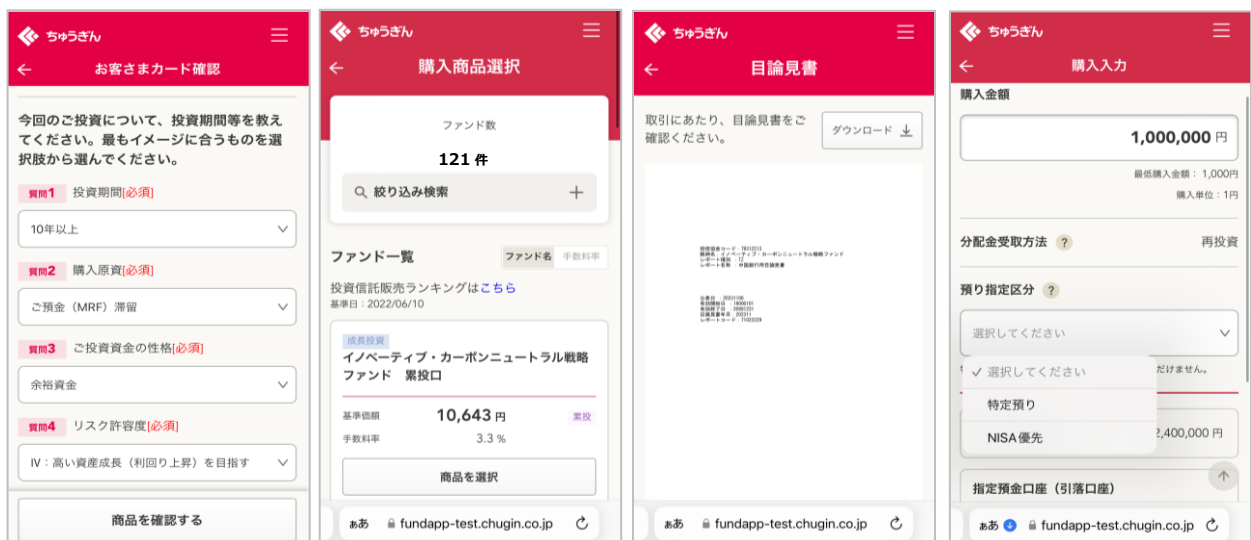 ちゅうぎん
お客さまカード確認
今回のご投資について、投資期間等を教え
てください。最もイメージに合うものを選
択肢から選んでください。
質問1 投資期間[必須]
10年以上
質問2 購入原資[必須]
ご預金（MRF）滞留
質問3 ご投資資金の性格[必須]
余裕資金
質問4 リスク許容度[必須]
Ⅳ：高い資産成長（利回り上昇）を目指す
商品を確認する
ちゅうぎん
購入商品選択
ファンド数
121 件
絞り込み検索
ファンド一覧
ファンド名 手数料率
投資信託販売ランキングはこちら
基準日：2022/06/10
成長投資
イノベーティブ・カーボンニュートラル戦略
ファンド 累投口
基準価額 10,643 円 累投
手数料率 3.3 %
商品を選択
ああ fundapp-test.chugin.co.jp
ちゅうぎん
目論見書
取引にあたり、目論見書をご
確認ください。
ダウンロード
ああ fundapp-test.chugin.co.jp
ちゅうぎん
購入入力
購入金額
1,000,000 円
最低購入金額： 1,000円
購入単位：1円
分配金受取方法 ? 再投資
預り指定区分 ?
選択してください
だけません。
選択してください
特定預り
NISA優先
2,400,000 円
指定預金口座（引落口座）
ああ fundapp-test.chugin.co.jp